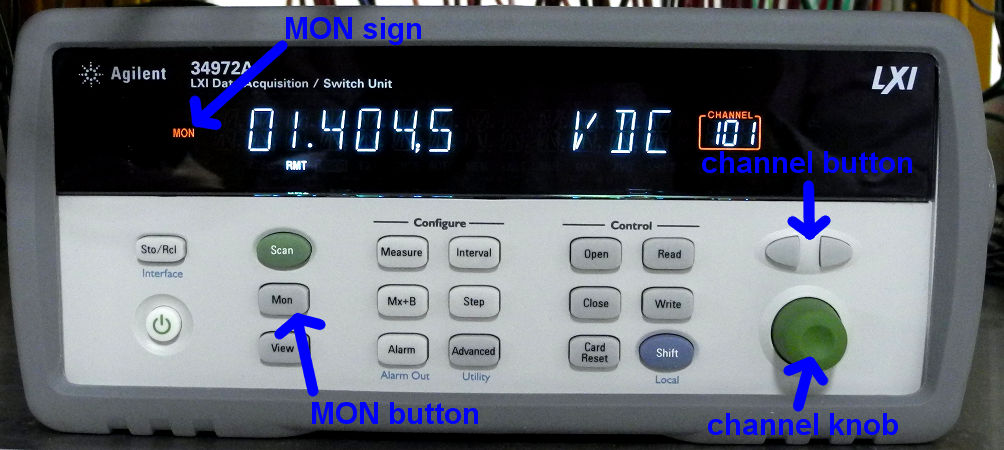 MON sign
Agilent
34972A
LXI Data Acquisition / Switch Unit
LXI
MON
01.404,5 VDC
CHANNEL
101
RMT
channel button
Configure
Control
Sto/Rcl
Scan
Measure
Interval
Open
Read
Interface
Mon
Mx+B
Step
Close
Write
View
Alarm
Advanced
Card
Reset
Shift
Alarm Out
Utility
Local
MON button
channel knob